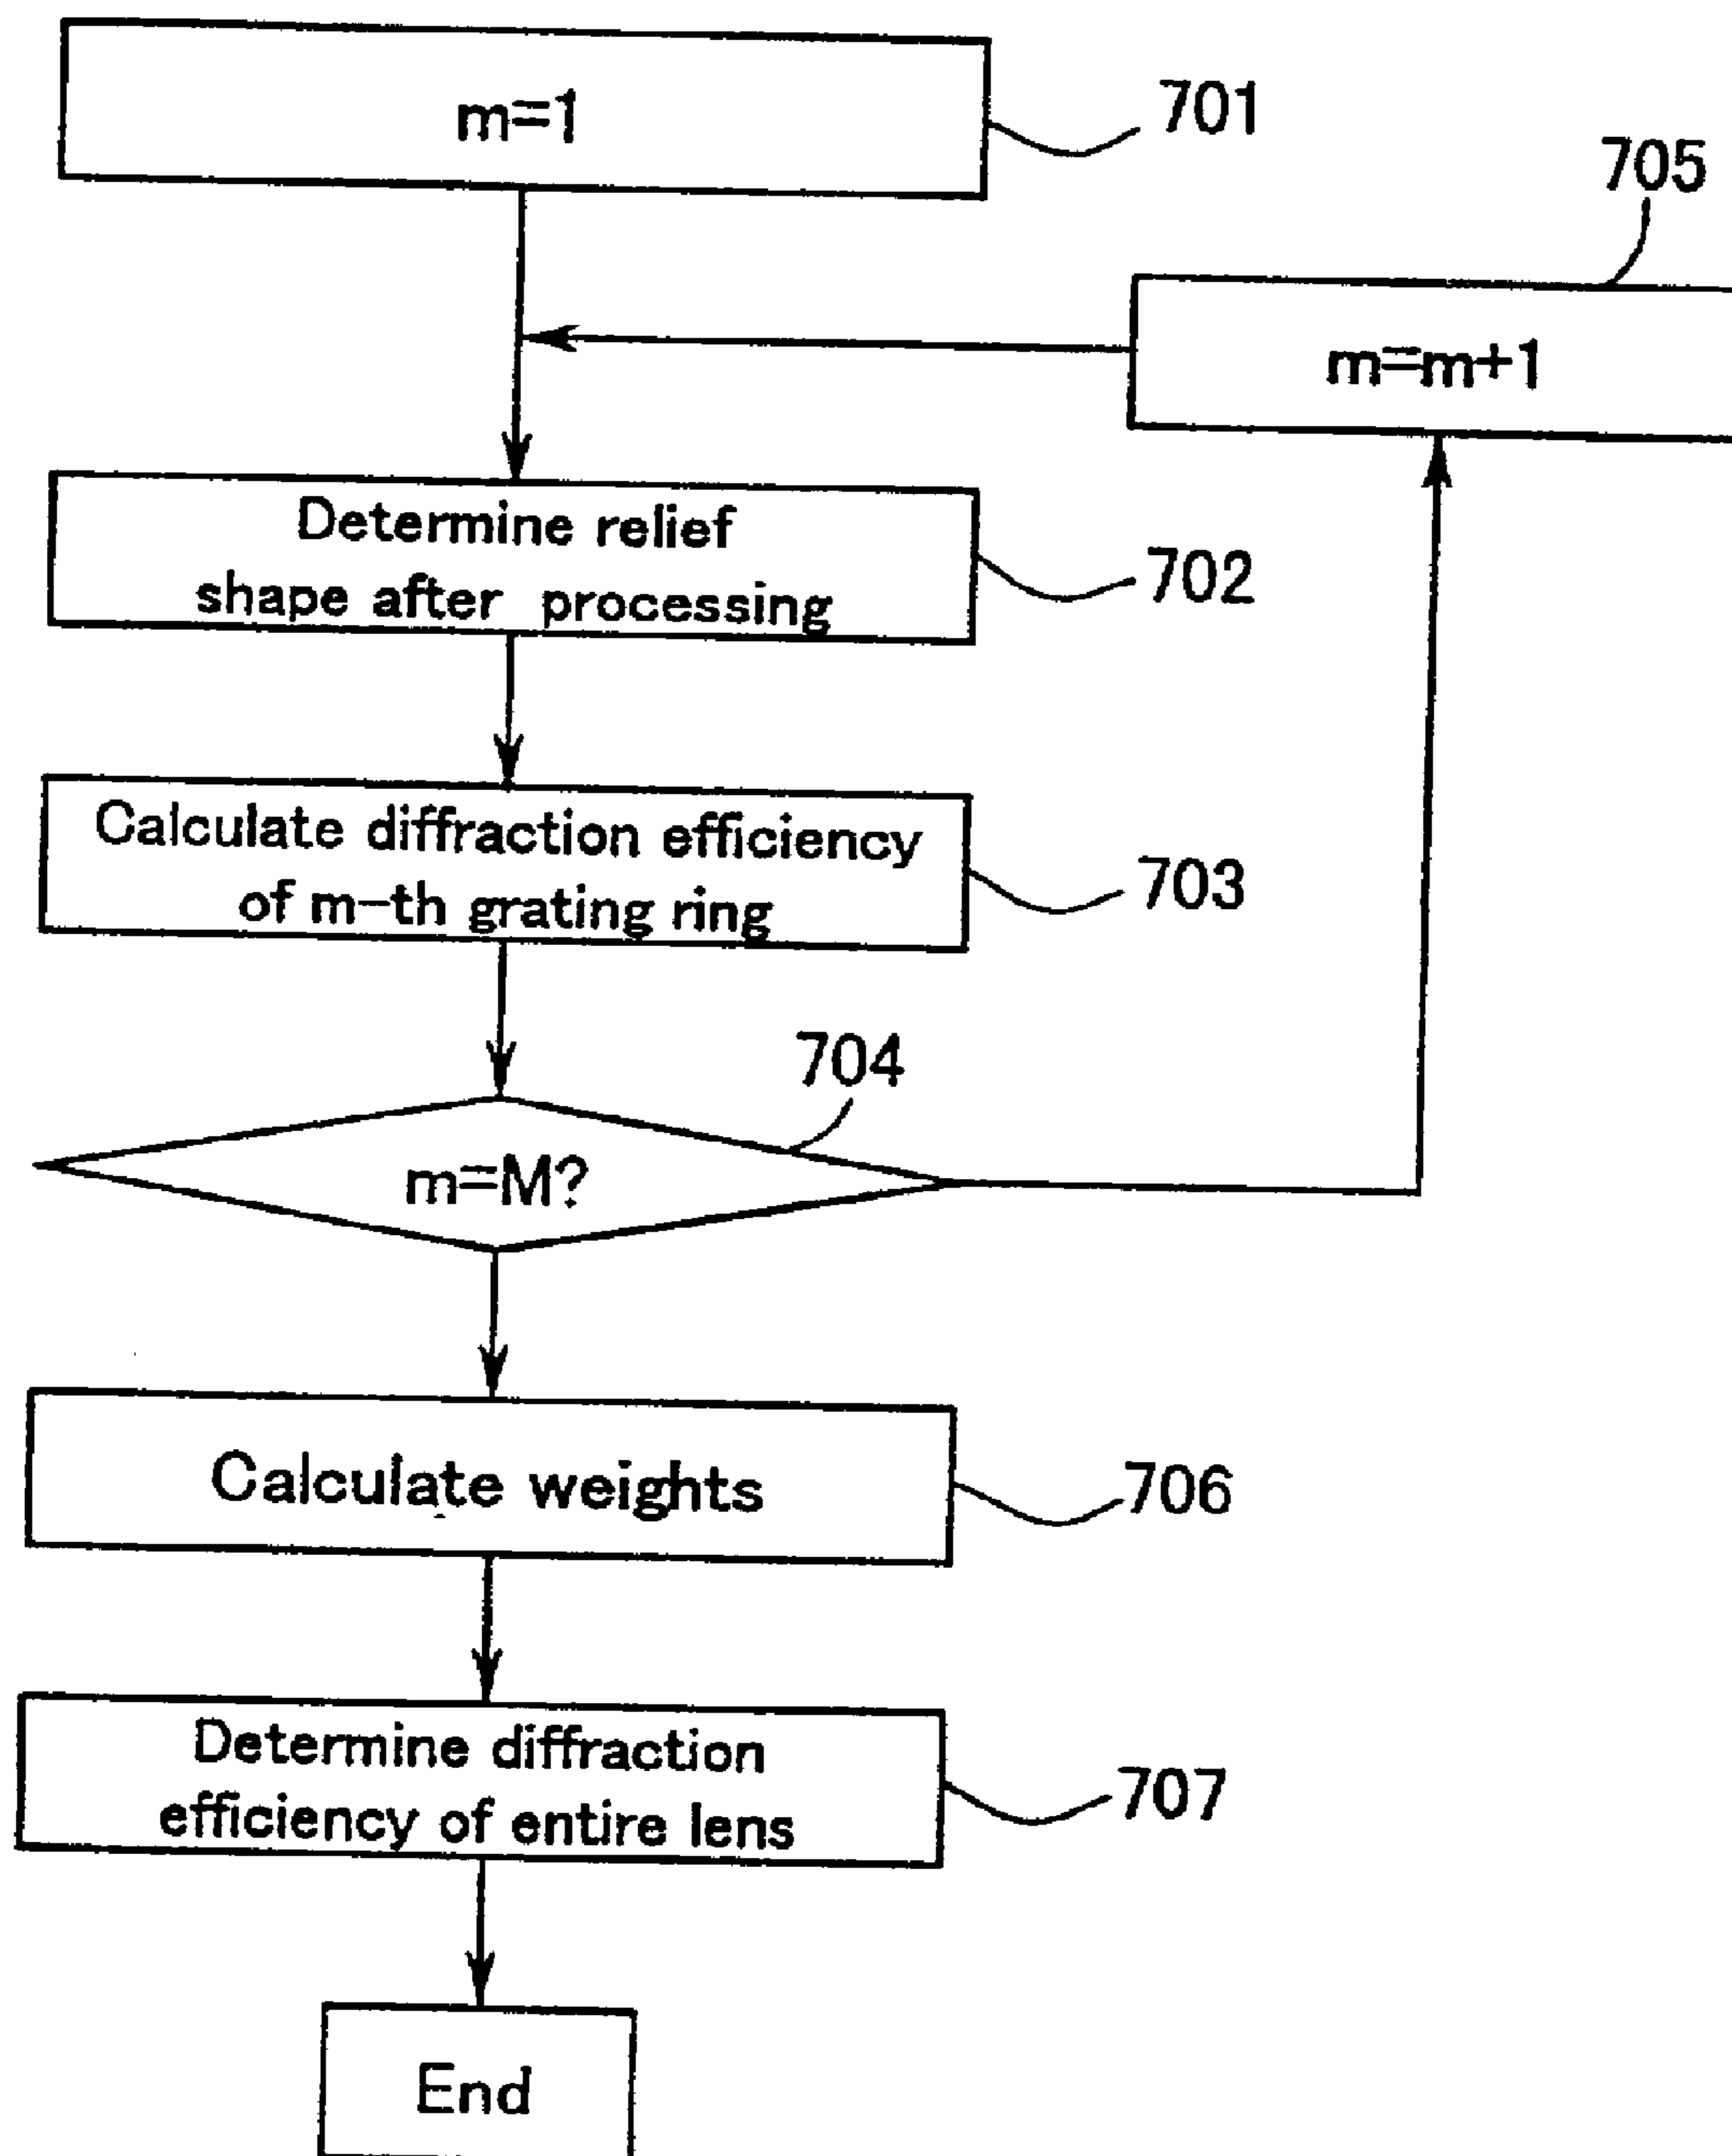 m=1
701
705
m=m+1
Determine relief
shape after processing
702
Calculate diffraction efficiency
of m-th grating ring
703
704
m=M?
Calculate weights
706
Determine diffraction
efficiency of entire lens
707
End